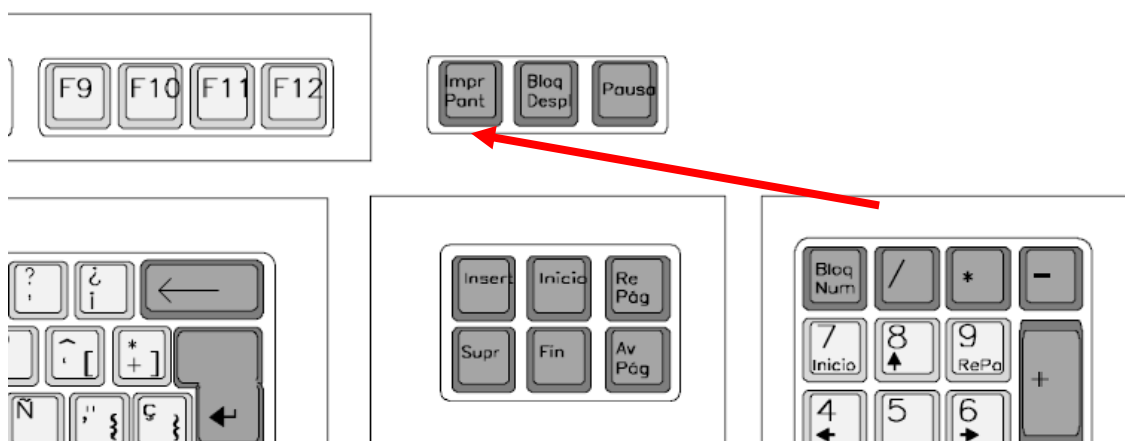 F9 F10 F11 F12
Impr
Pant
Bloq
Despl
Pausa
?
'
¿
¡
^
` [
*
+ ]
Ñ
¨
´ {
Ç
}
Insert Inicio Re
Pág
Supr Fin Av
Pág
Bloq
Num
/ * -
7
Inicio
8
9
RePa
+
4 5 6